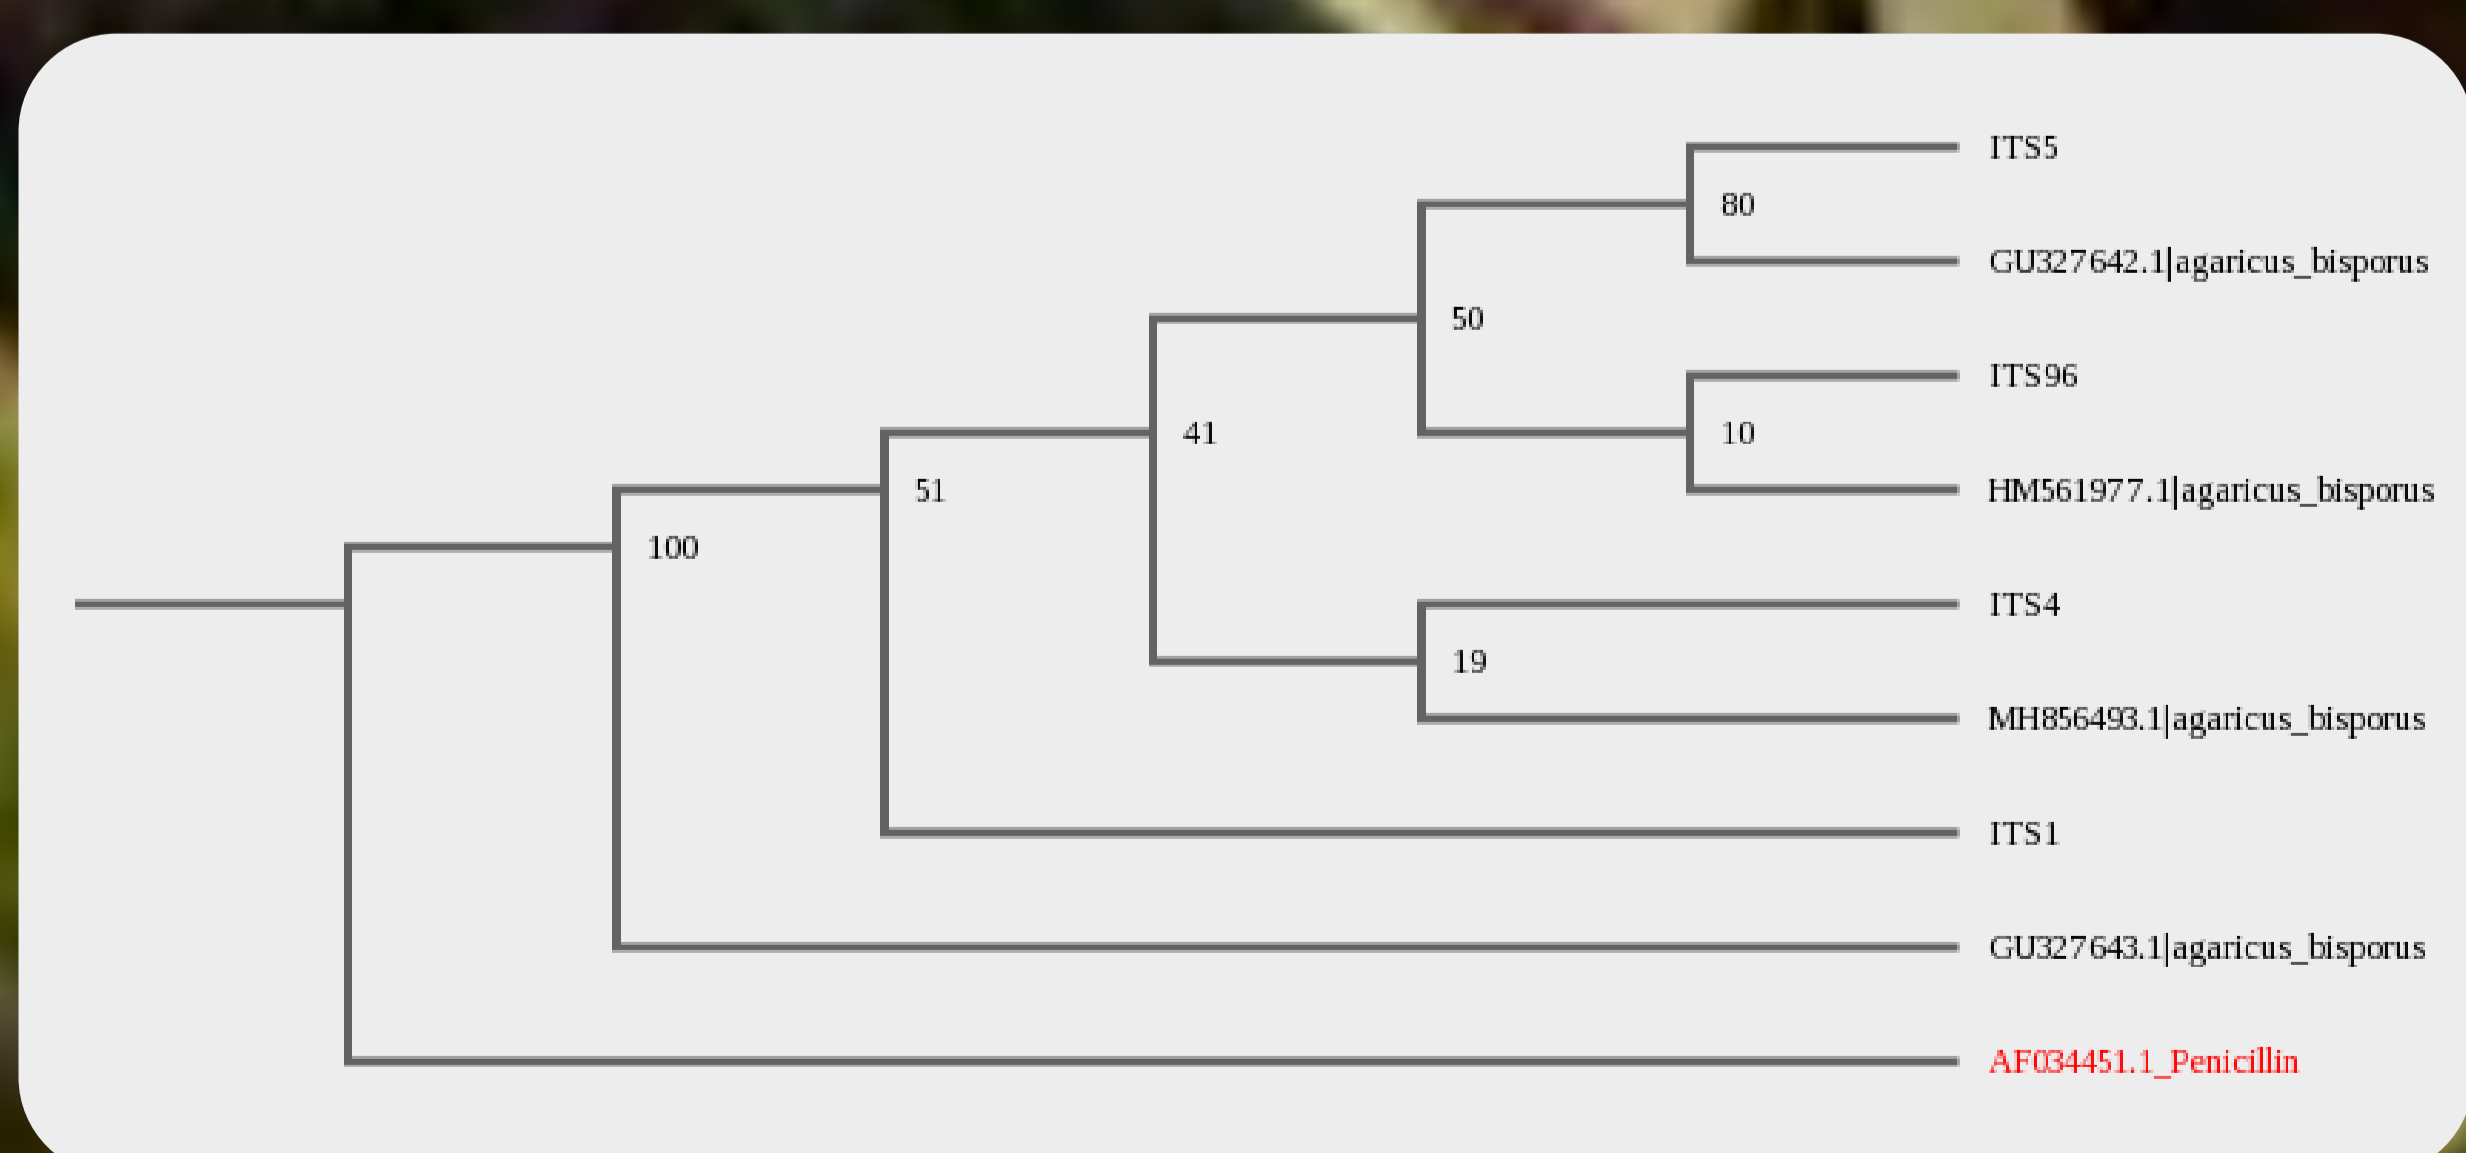 ITS5
80
GU327642.1|agaricus_bisporus
50
ITS96
41
10
51
HM561977.1|agaricus_bisporus
100
ITS4
19
MH856493.1|agaricus_bisporus
ITS1
GU327643.1|agaricus_bisporus
AF034451.1_Penicillin